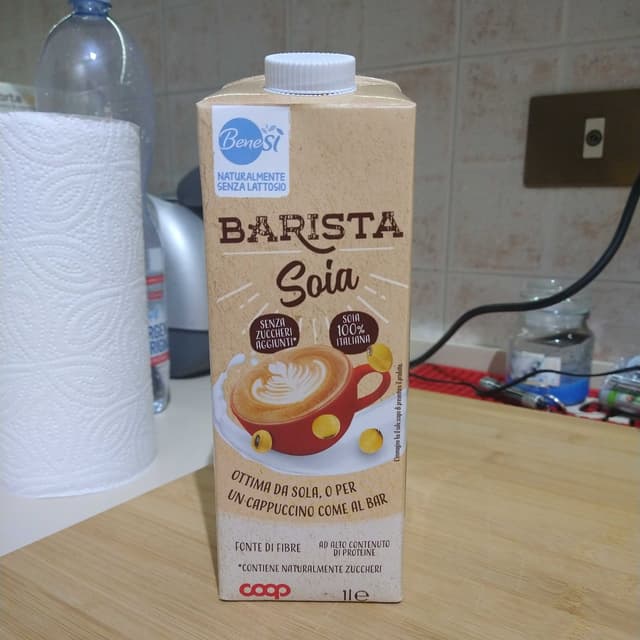 BeneSì
NATURALMENTE
SENZA LATTOSIO
BARISTA
Soia
SENZA
ZUCCHERI
AGGIUNTI*
SOIA
100%
ITALIANA
OTTIMA DA SOLA, O PER
UN CAPPUCCINO COME AL BAR
FONTE DI FIBRE
AD ALTO CONTENUTO
DI PROTEINE
*CONTIENE NATURALMENTE ZUCCHERI
coop
1l e